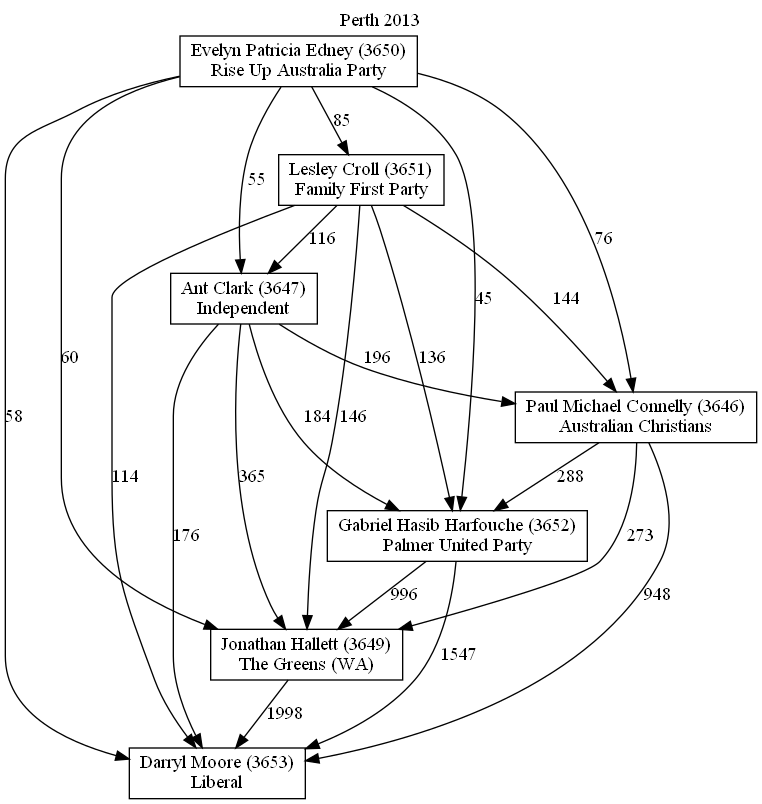 Perth 2013
Evelyn Patricia Edney (3650)
Rise Up Australia Party
85
Lesley Croll (3651)
Family First Party
55
116
76
Ant Clark (3647)
Independent
45
144
60
196
136
Paul Michael Connelly (3646)
Australian Christians
58
184
146
114
365
288
Gabriel Hasib Harfouche (3652)
Palmer United Party
176
273
996
948
Jonathan Hallett (3649)
The Greens (WA)
1547
1998
Darryl Moore (3653)
Liberal